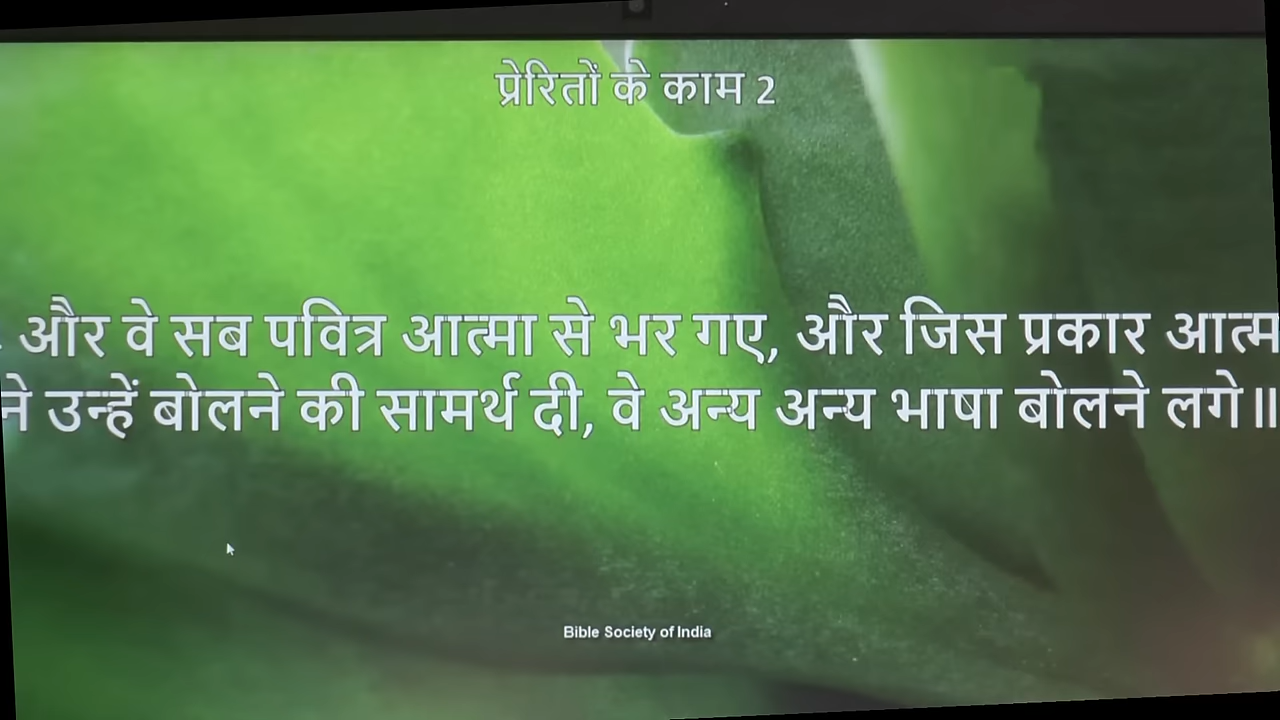 प्रेरितों के काम 2
और वे सब पवित्र आत्मा से भर गए, और जिस प्रकार आत्म
ने उन्हें बोलने की सामर्थ दी, वे अन्य अन्य भाषा बोलने लगे॥
Bible Society of India